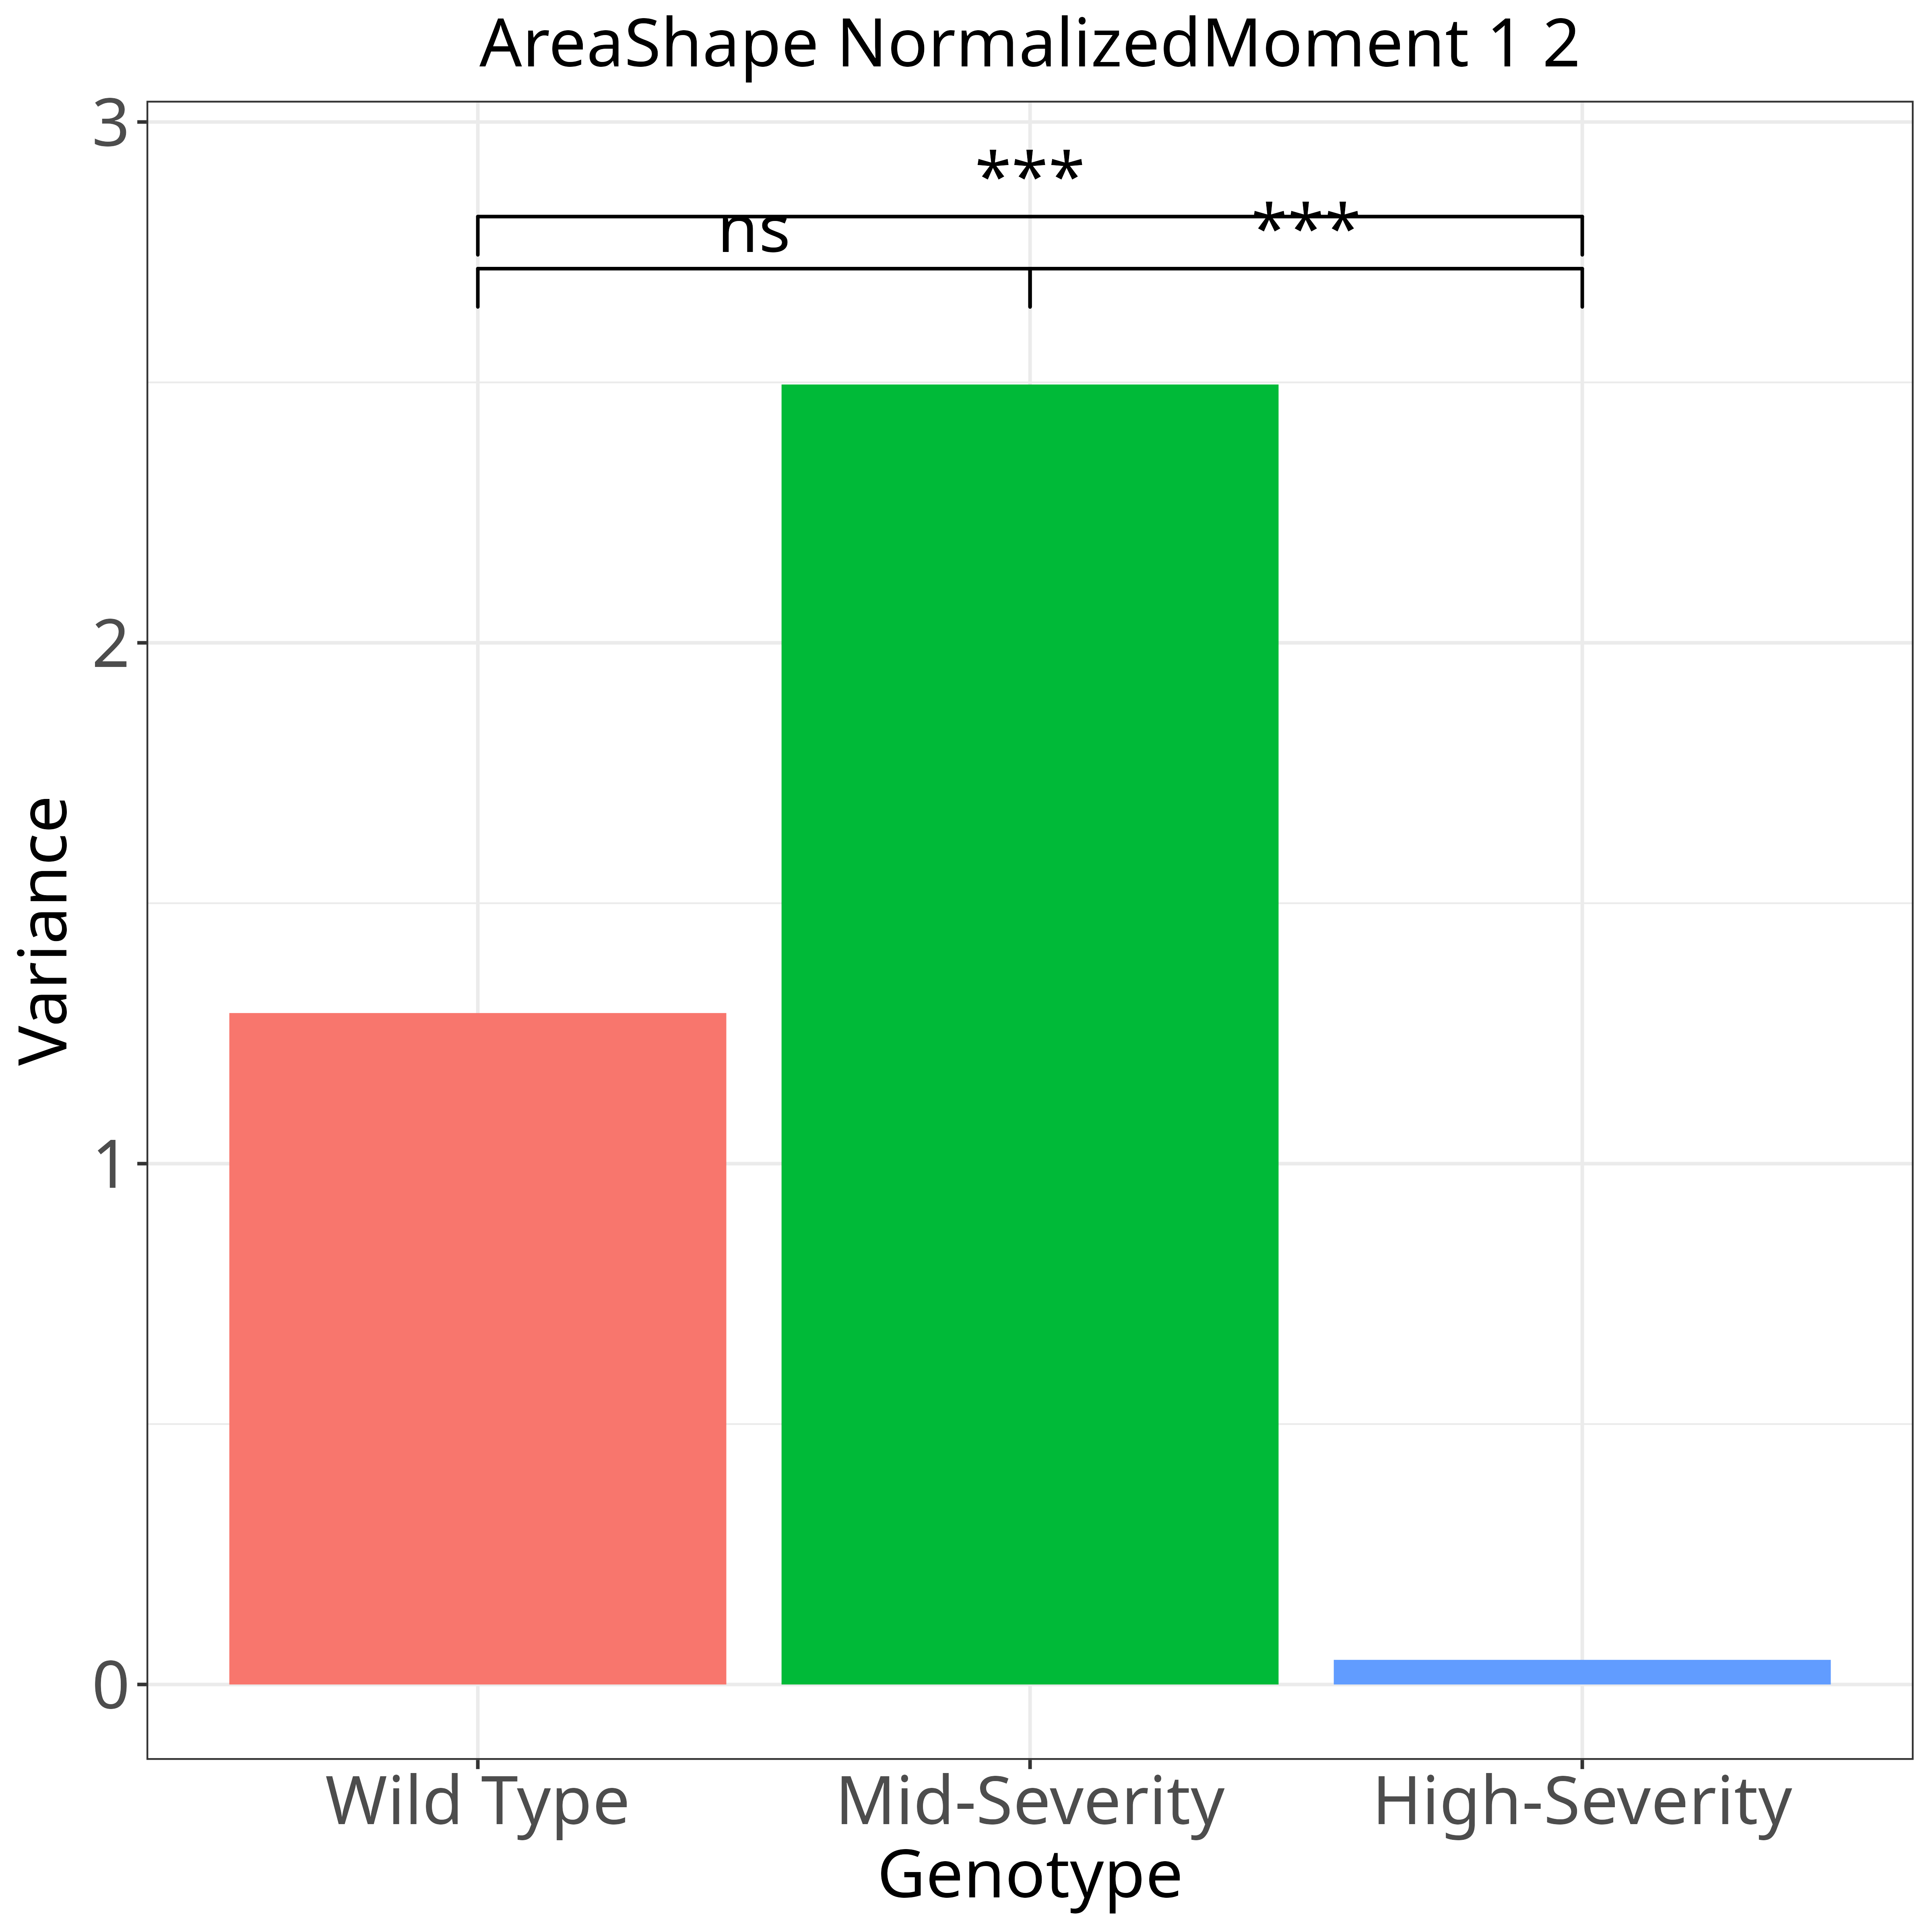 AreaShape NormalizedMoment 1 2
3
***
ns
***
2
1
0
Variance
Wild Type
Mid-Severity
High-Severity
Genotype